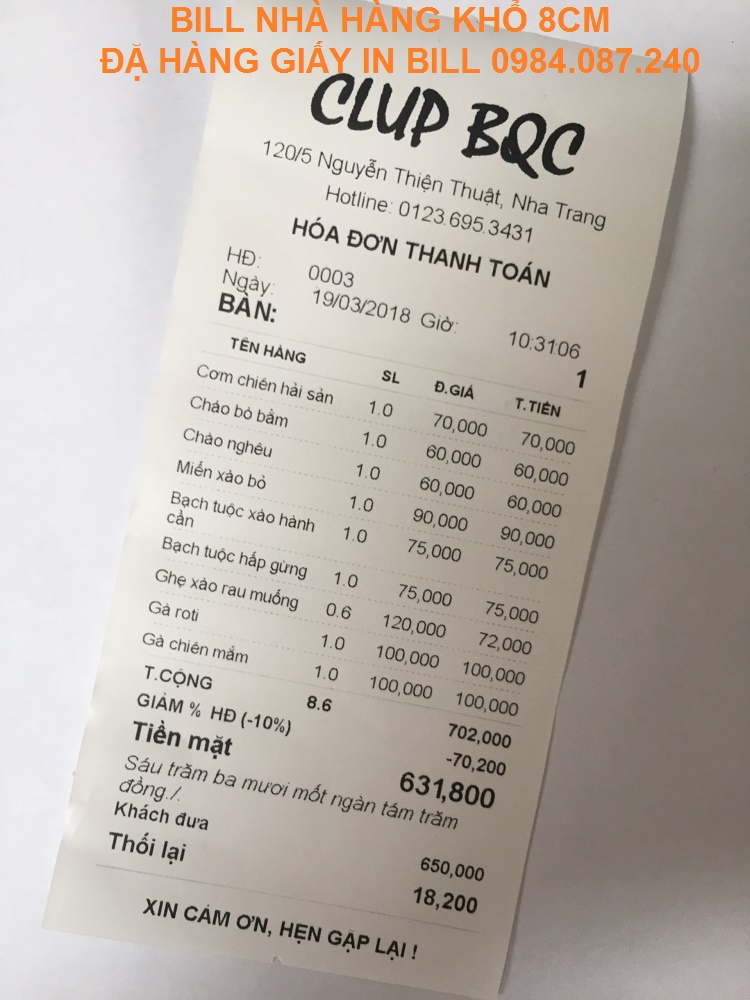 BILL NHÀ HÀNG KHỔ 8CM
ĐẶ HÀNG GIẤY IN BILL 0984.087.240
CLUP BQC
120/5 Nguyễn Thiện Thuật, Nha Trang
Hotline: 0123.695.3431
HÓA ĐƠN THANH TOÁN
HĐ: 0003
Ngày: 19/03/2018 Giờ: 10:31:06
BÀN: 1
TÊN HÀNG SL Đ.GIÁ T.TIỀN
Cơm chiên hải sản 1.0 70,000 70,000
Cháo bò bằm 1.0 60,000 60,000
Cháo nghêu 1.0 60,000 60,000
Miến xào bò 1.0 90,000 90,000
Bạch tuộc xào hành 1.0 75,000 75,000
cần
Bạch tuộc hấp gừng 1.0 75,000 75,000
Ghẹ xào rau muống 0.6 120,000 72,000
Gà roti 1.0 100,000 100,000
Gà chiên mắm 1.0 100,000 100,000
T.CỘNG 8.6 702,000
GIẢM % HĐ (-10%) -70,200
Tiền mặt 631,800
Sáu trăm ba mươi mốt ngàn tám trăm
đồng./.
Khách đưa 650,000
Thối lại 18,200
XIN CẢM ƠN, HẸN GẶP LẠI !